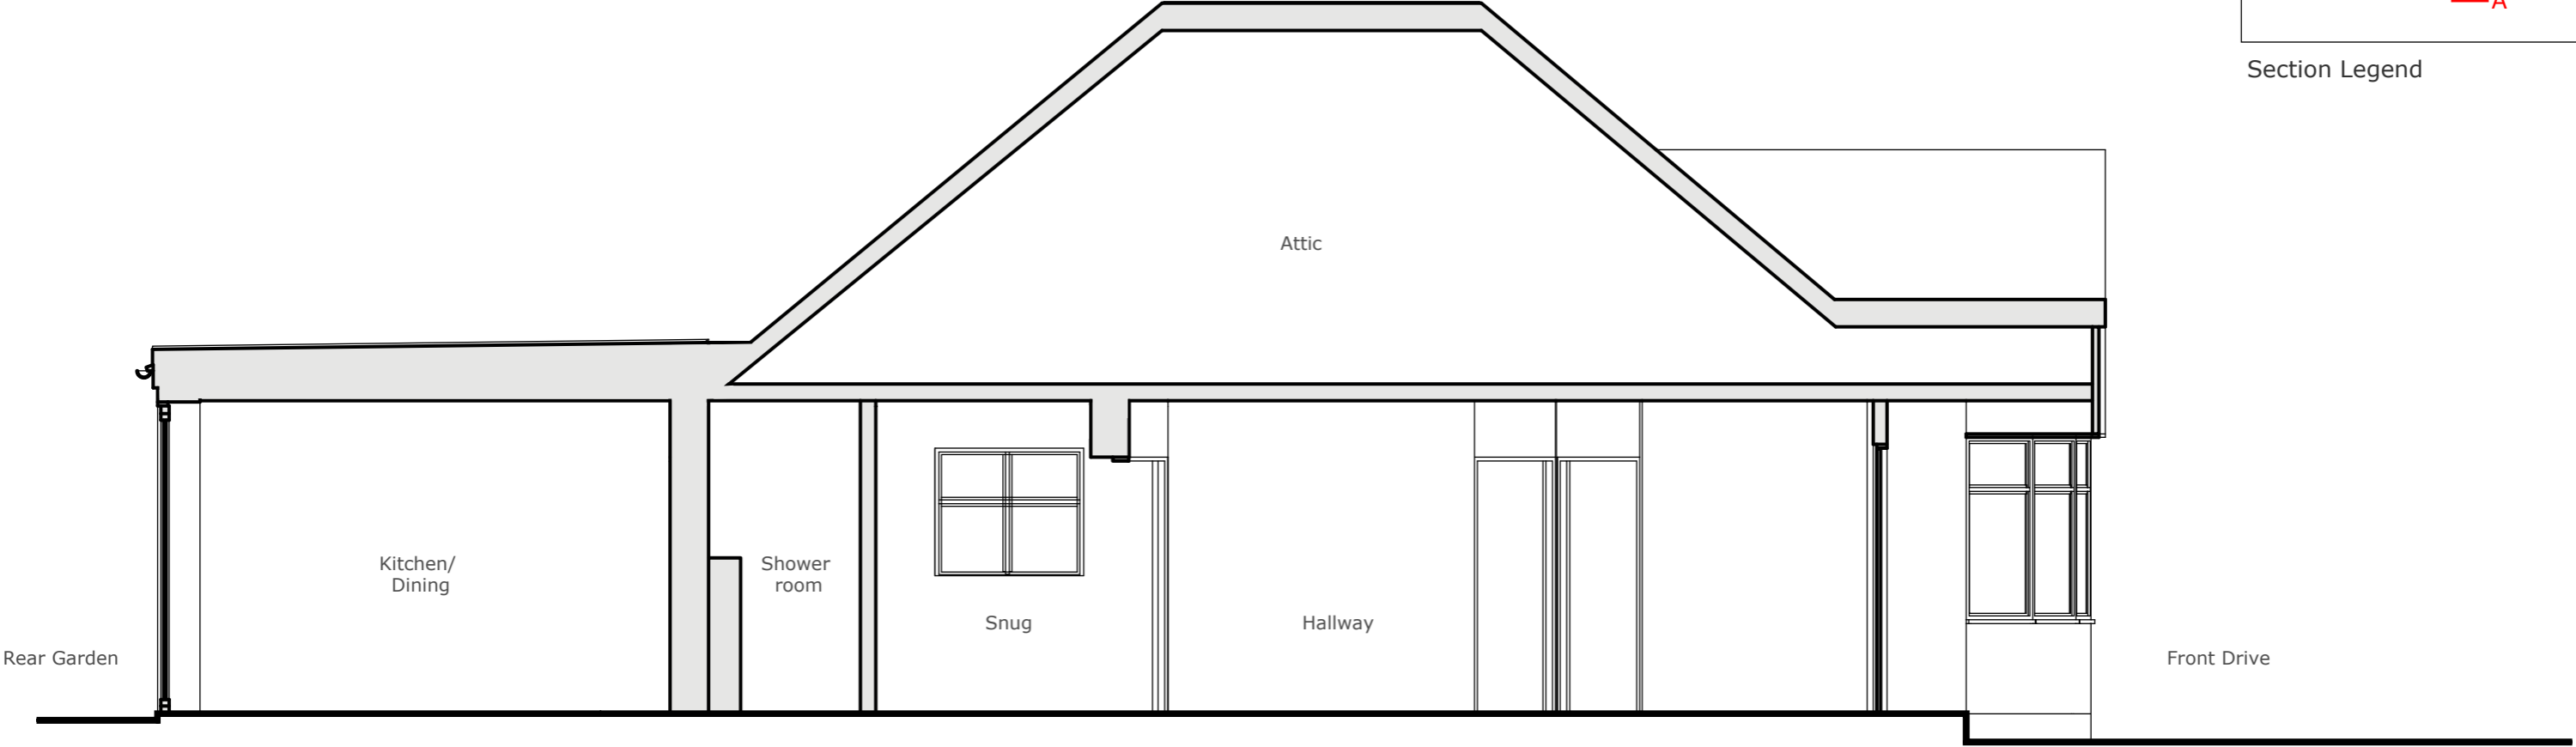 A
Section Legend
Attic
Kitchen/
Dining
Shower
room
Snug
Hallway
Rear Garden
Front Drive